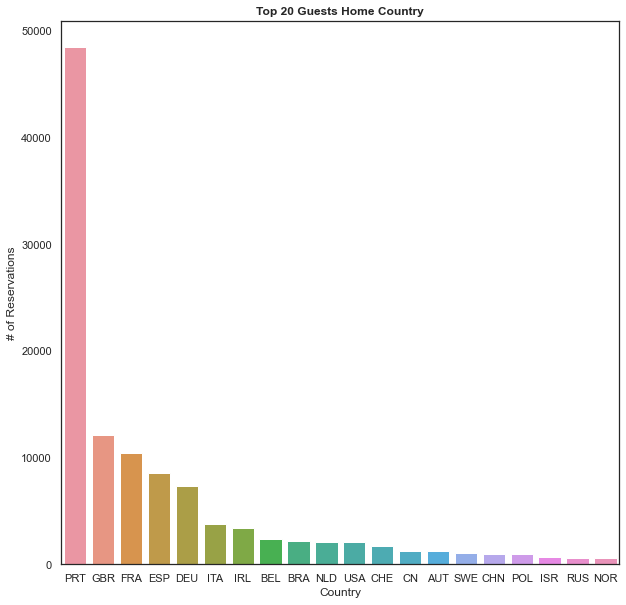 Top 20 Guests Home Country
50000
40000
30000
20000
10000
0
# of Reservations
PRT GBR FRA ESP DEU ITA IRL BEL BRA NLD USA CHE CN AUT SWE CHN POL ISR RUS NOR
Country